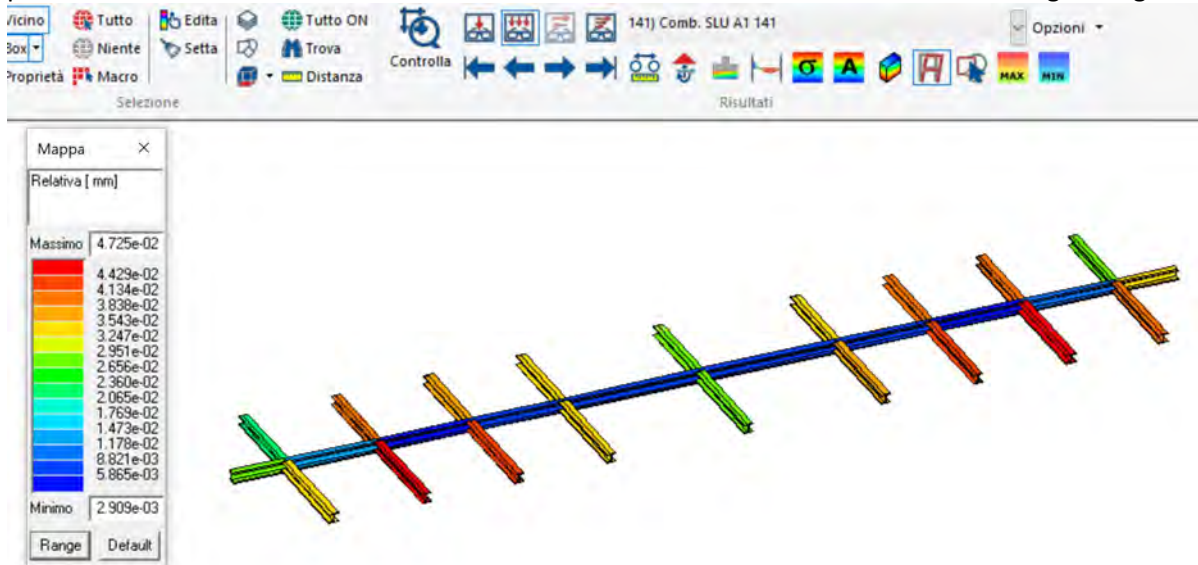 Vicino
Tutto
Edita
Tutto ON
141) Comb. SLU A1 141
Opzioni
Box
Niente
Setta
Trova
Controlla
Proprietà
Macro
Distanza
σ
A
MAX
MIN
Selezione
Risultati
Mappa
Relativa [ mm]
Massimo 4.725e-02
4.429e-02
4.134e-02
3.838e-02
3.543e-02
3.247e-02
2.951e-02
2.656e-02
2.360e-02
2.065e-02
1.769e-02
1.473e-02
1.178e-02
8.821e-03
5.865e-03
Minimo 2.909e-03
Range Default